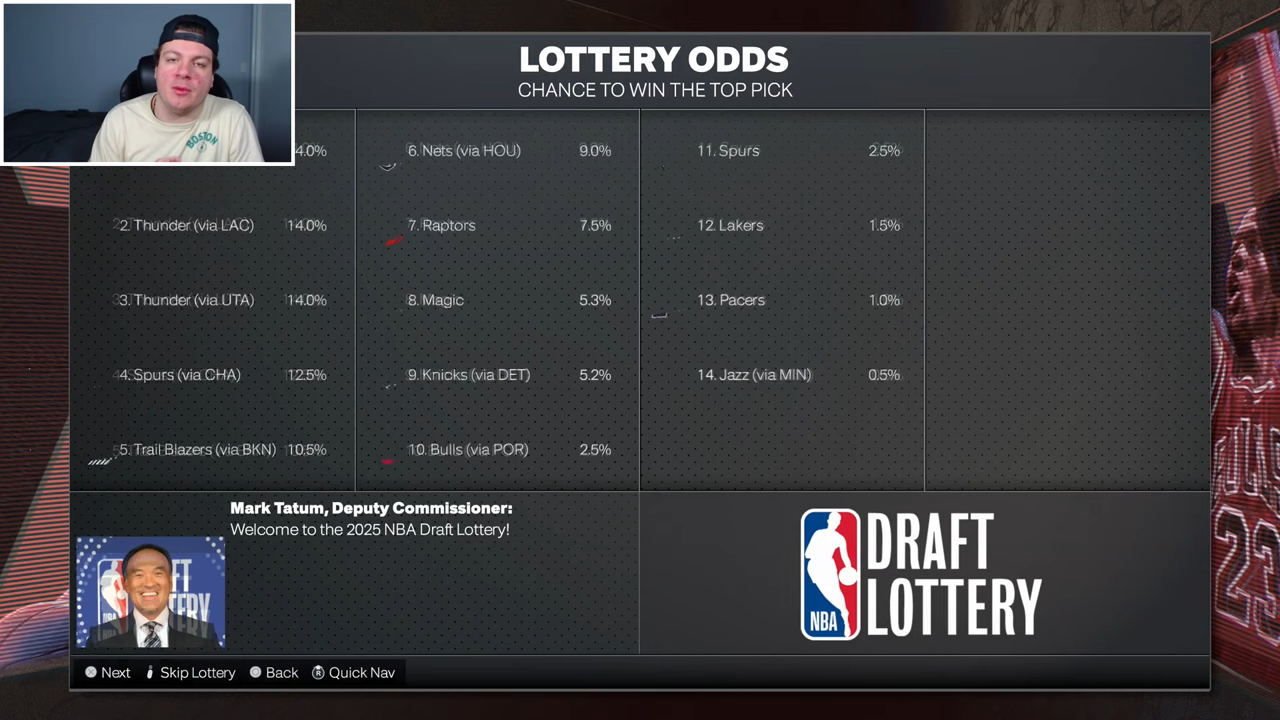 LOTTERY ODDS
CHANCE TO WIN THE TOP PICK
BOSTON
4.0%
2. Thunder (via LAC) 14.0%
3. Thunder (via UTA) 14.0%
4. Spurs (via CHA) 12.5%
5. Trail Blazers (via BKN) 10.5%
6. Nets (via HOU) 9.0%
7. Raptors 7.5%
8. Magic 5.3%
9. Knicks (via DET) 5.2%
10. Bulls (via POR) 2.5%
11. Spurs 2.5%
12. Lakers 1.5%
13. Pacers 1.0%
14. Jazz (via MIN) 0.5%
Mark Tatum, Deputy Commissioner:
Welcome to the 2025 NBA Draft Lottery!
NBA
DRAFT
LOTTERY
Next Skip Lottery Back R Quick Nav
23